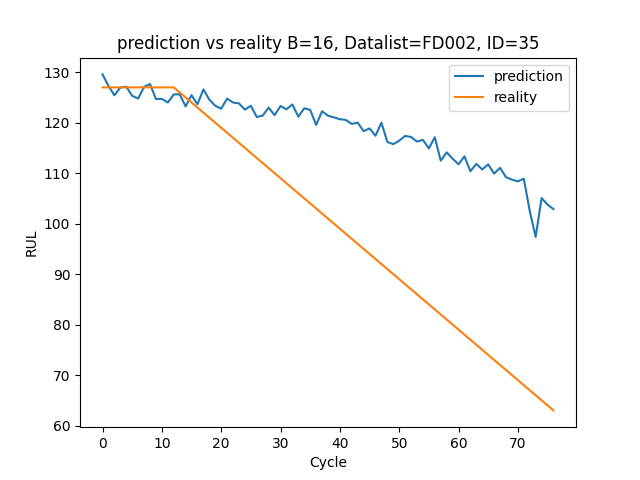 prediction vs reality B=16, Datalist=FD002, ID=35
prediction
reality
130
120
110
100
90
80
70
60
RUL
0 10 20 30 40 50 60 70
Cycle